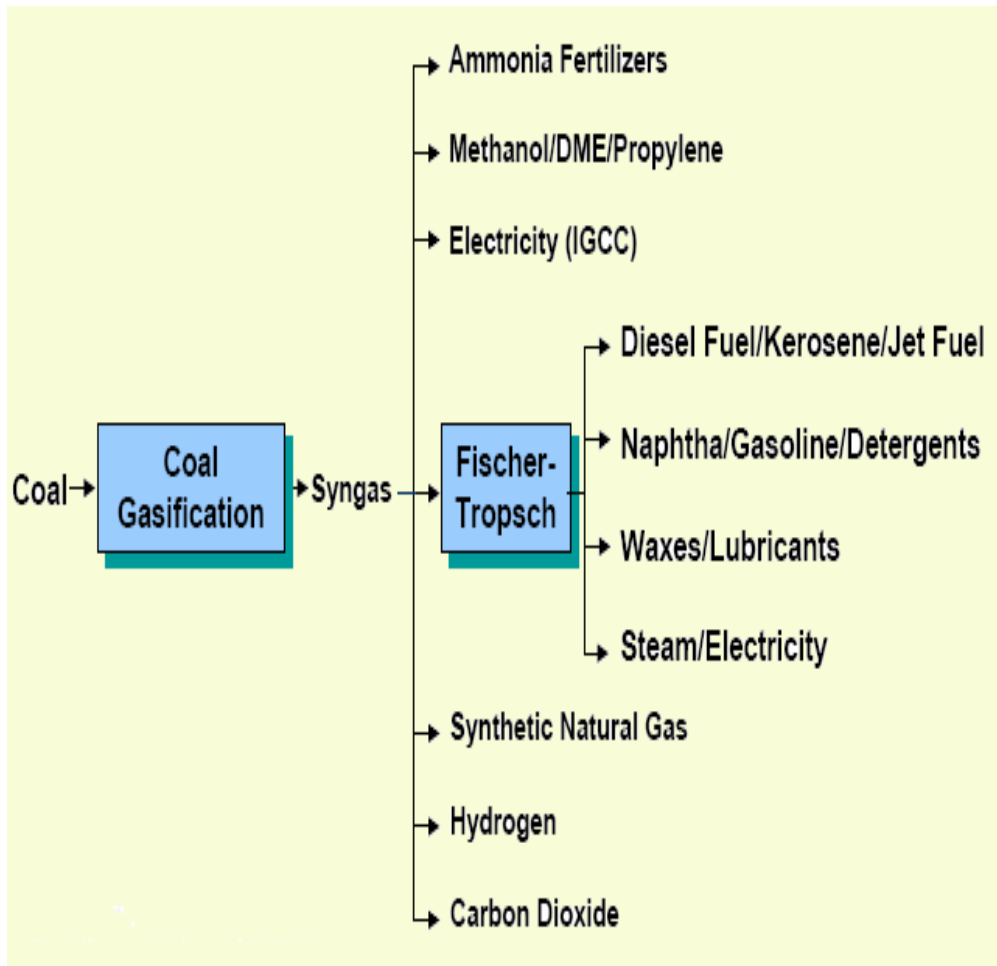 Ammonia Fertilizers
Methanol/DME/Propylene
Electricity (IGCC)
Diesel Fuel/Kerosene/Jet Fuel
Naphtha/Gasoline/Detergents
Coal
Coal
Gasification
Syngas
Fischer-
Tropsch
Waxes/Lubricants
Steam/Electricity
Synthetic Natural Gas
Hydrogen
Carbon Dioxide